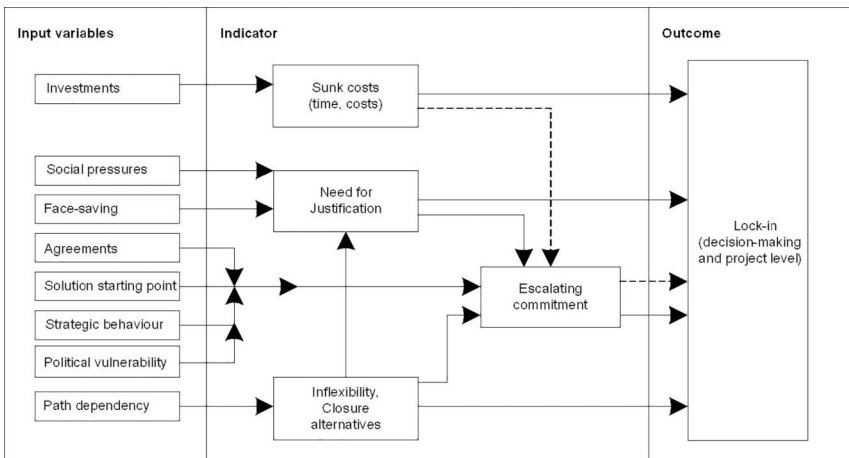 Input variables
Indicator
Outcome
Investments
Sunk costs
(time, costs)
Social pressures
Face-saving
Need for
Justification
Agreements
Solution starting point
Strategic behaviour
Political vulnerability
Path dependency
Escalating
commitment
Inflexibility,
Closure
alternatives
Lock-in
(decision-making
and project level)